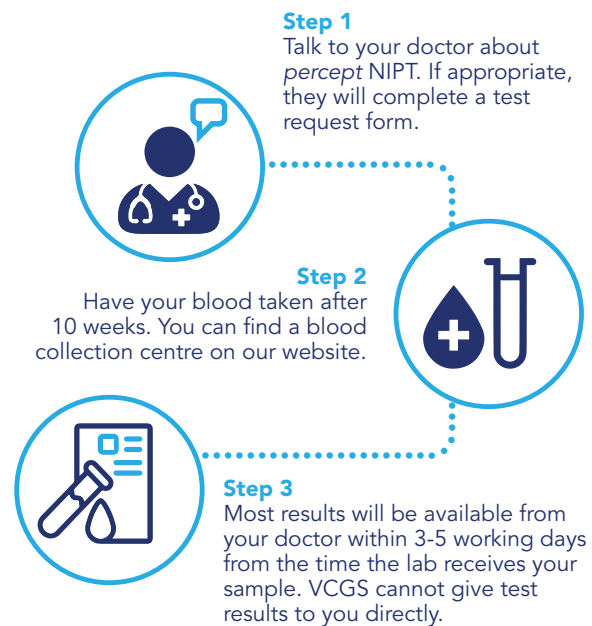 Step 1
Talk to your doctor about
percept NIPT. If appropriate,
they will complete a test
request form.
Step 2
Have your blood taken after
10 weeks. You can find a blood
collection centre on our website.
Step 3
Most results will be available from
your doctor within 3-5 working days
from the time the lab receives your
sample. VCGS cannot give test
results to you directly.